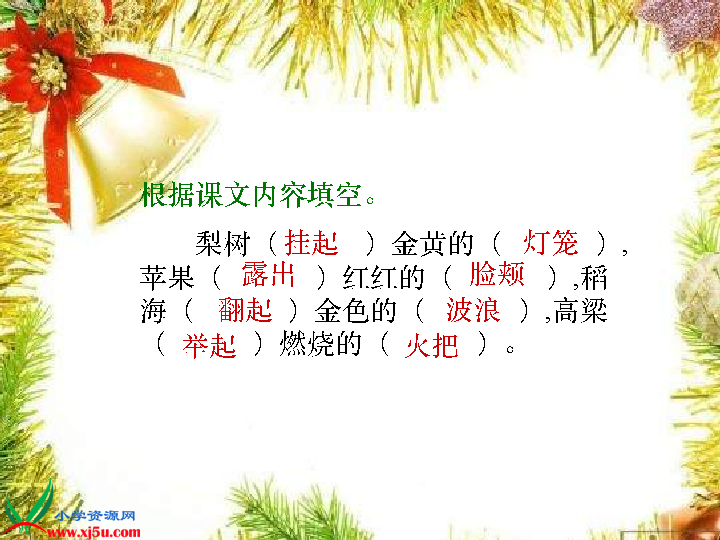 根据课文内容填空。
梨树（挂起）金黄的（灯笼），
苹果（露出）红红的（脸颊）,稻
海（翻起）金色的（波浪）,高粱
（举起）燃烧的（火把）。
小学资源网
www.xj5u.com